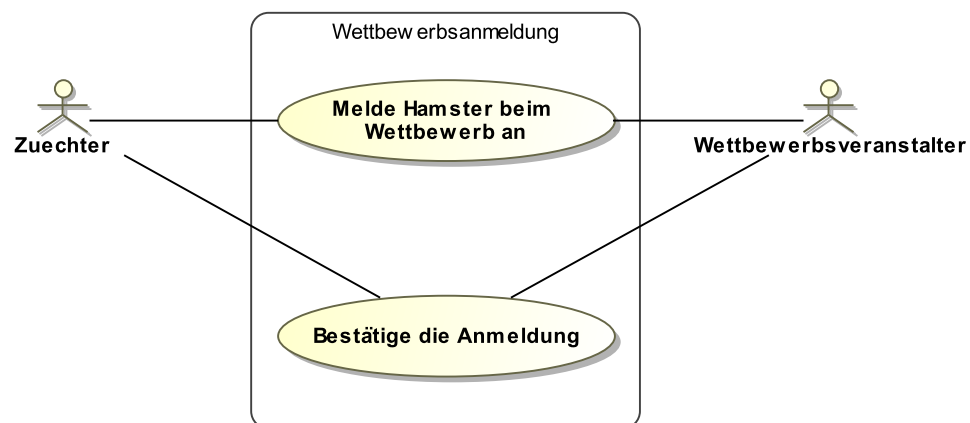 Wettbewerbsanmeldung
Melde Hamster beim
Wettbewerb an
Zuechter
Wettbewerbsveranstalter
Bestätige die Anmeldung